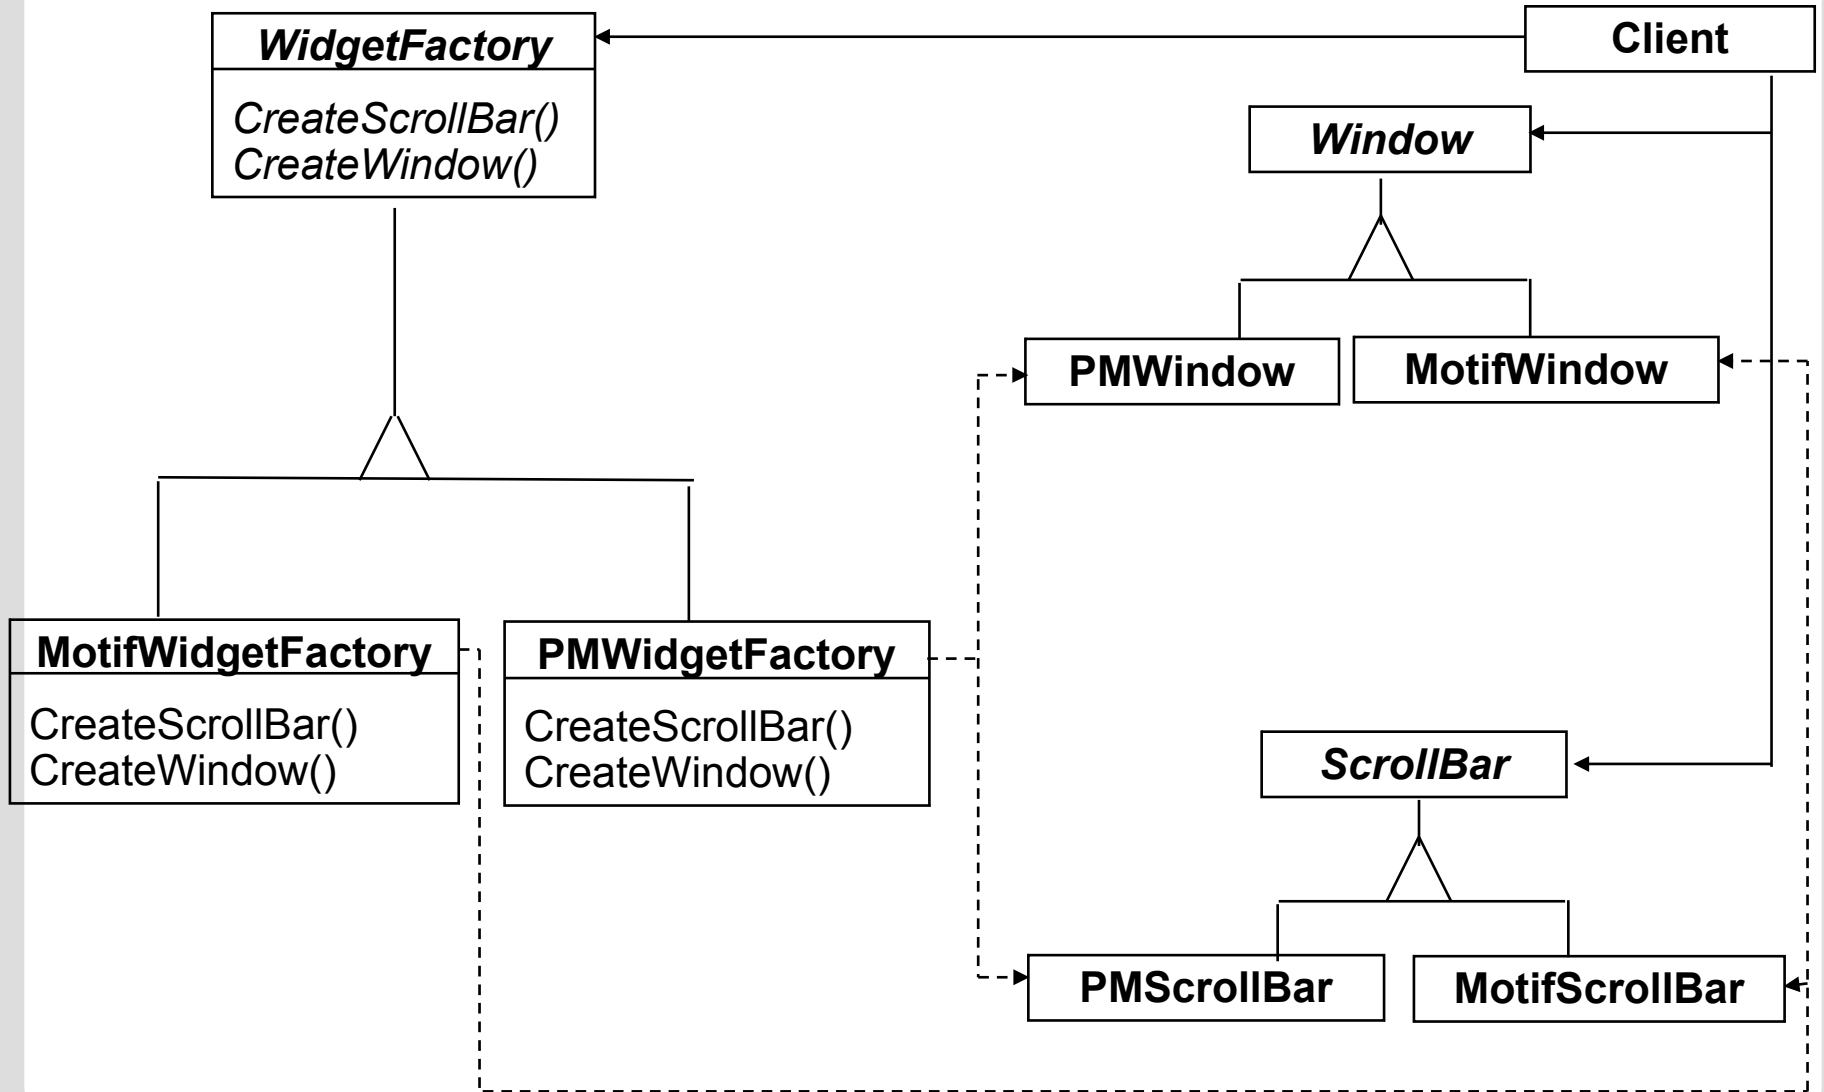 WidgetFactory
CreateScrollBar()
CreateWindow()
Client
Window
PMWindow
MotifWindow
MotifWidgetFactory
CreateScrollBar()
CreateWindow()
PMWidgetFactory
CreateScrollBar()
CreateWindow()
ScrollBar
PMScrollBar
MotifScrollBar